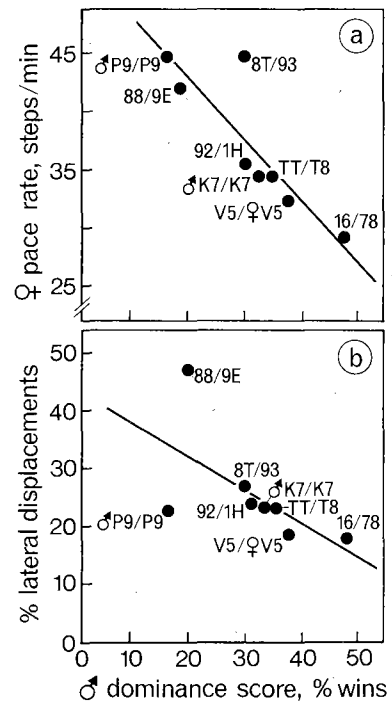 a
45
35
25
♀ pace rate, steps/min
♂P9/P9
8T/93
88/9E
92/1H
TT/T8
♂K7/K7
V5/♀V5
16/78
b
50
40
30
20
10
0
% lateral displacements
88/9E
8T/93
♂K7/K7
92/1H
TT/T8
♂P9/P9
V5/♀V5
16/78
0 10 20 30 40 50
♂ dominance score, % wins